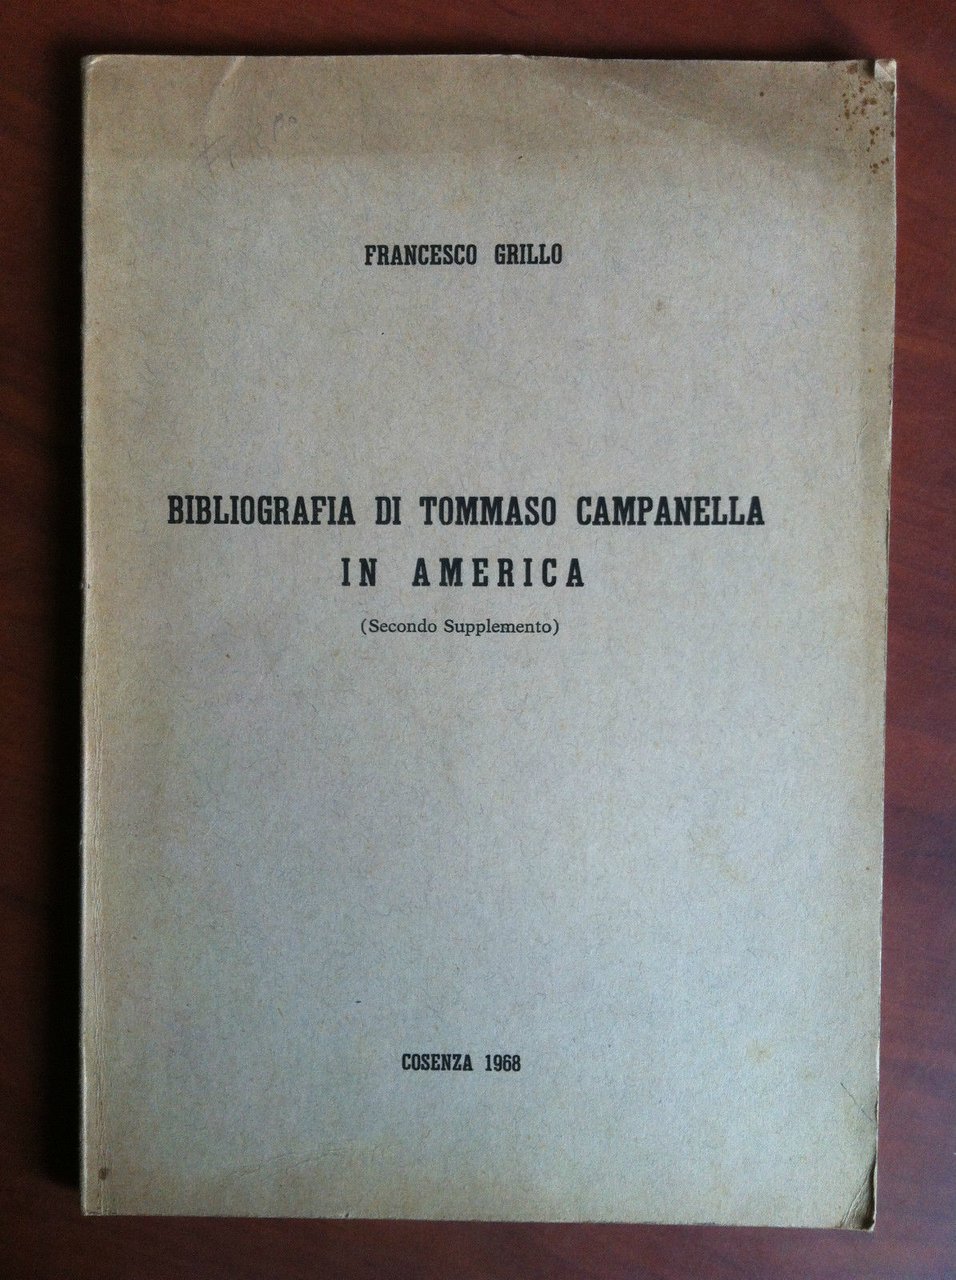 FRANCESCO GRILLO
BIBLIOGRAFIA DI TOMMASO CAMPANELLA
IN AMERICA
(Secondo Supplemento)
COSENZA 1968